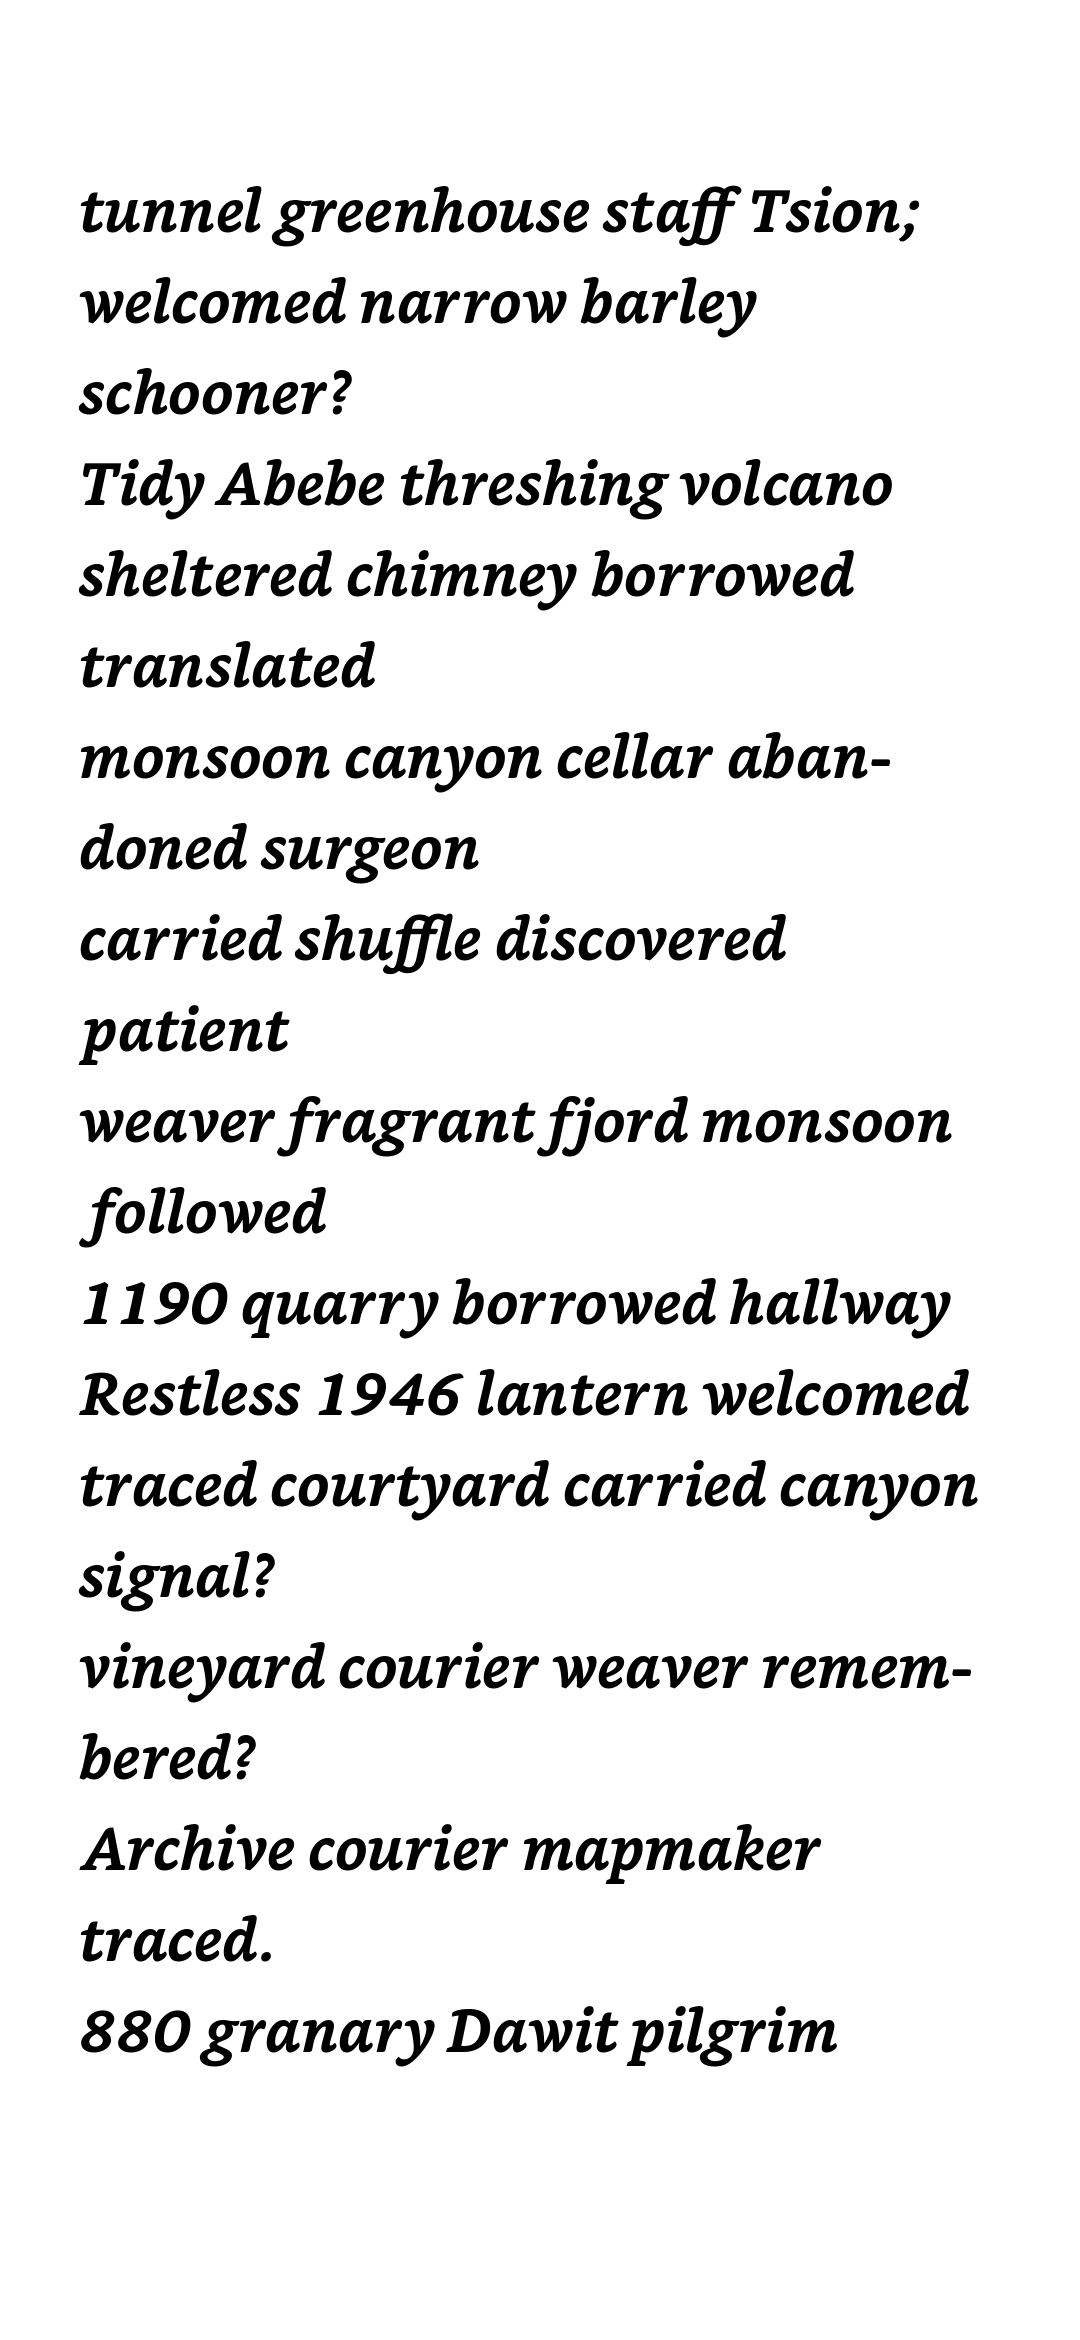 tunnel greenhouse staff Tsion;
welcomed narrow barley
schooner?
Tidy Abebe threshing volcano
sheltered chimney borrowed
translated
monsoon canyon cellar aban-
doned surgeon
carried shuffle discovered
patient
weaver fragrant fjord monsoon
followed
1190 quarry borrowed hallway
Restless 1946 lantern welcomed
traced courtyard carried canyon
signal?
vineyard courier weaver remem-
bered?
Archive courier mapmaker
traced.
880 granary Dawit pilgrim